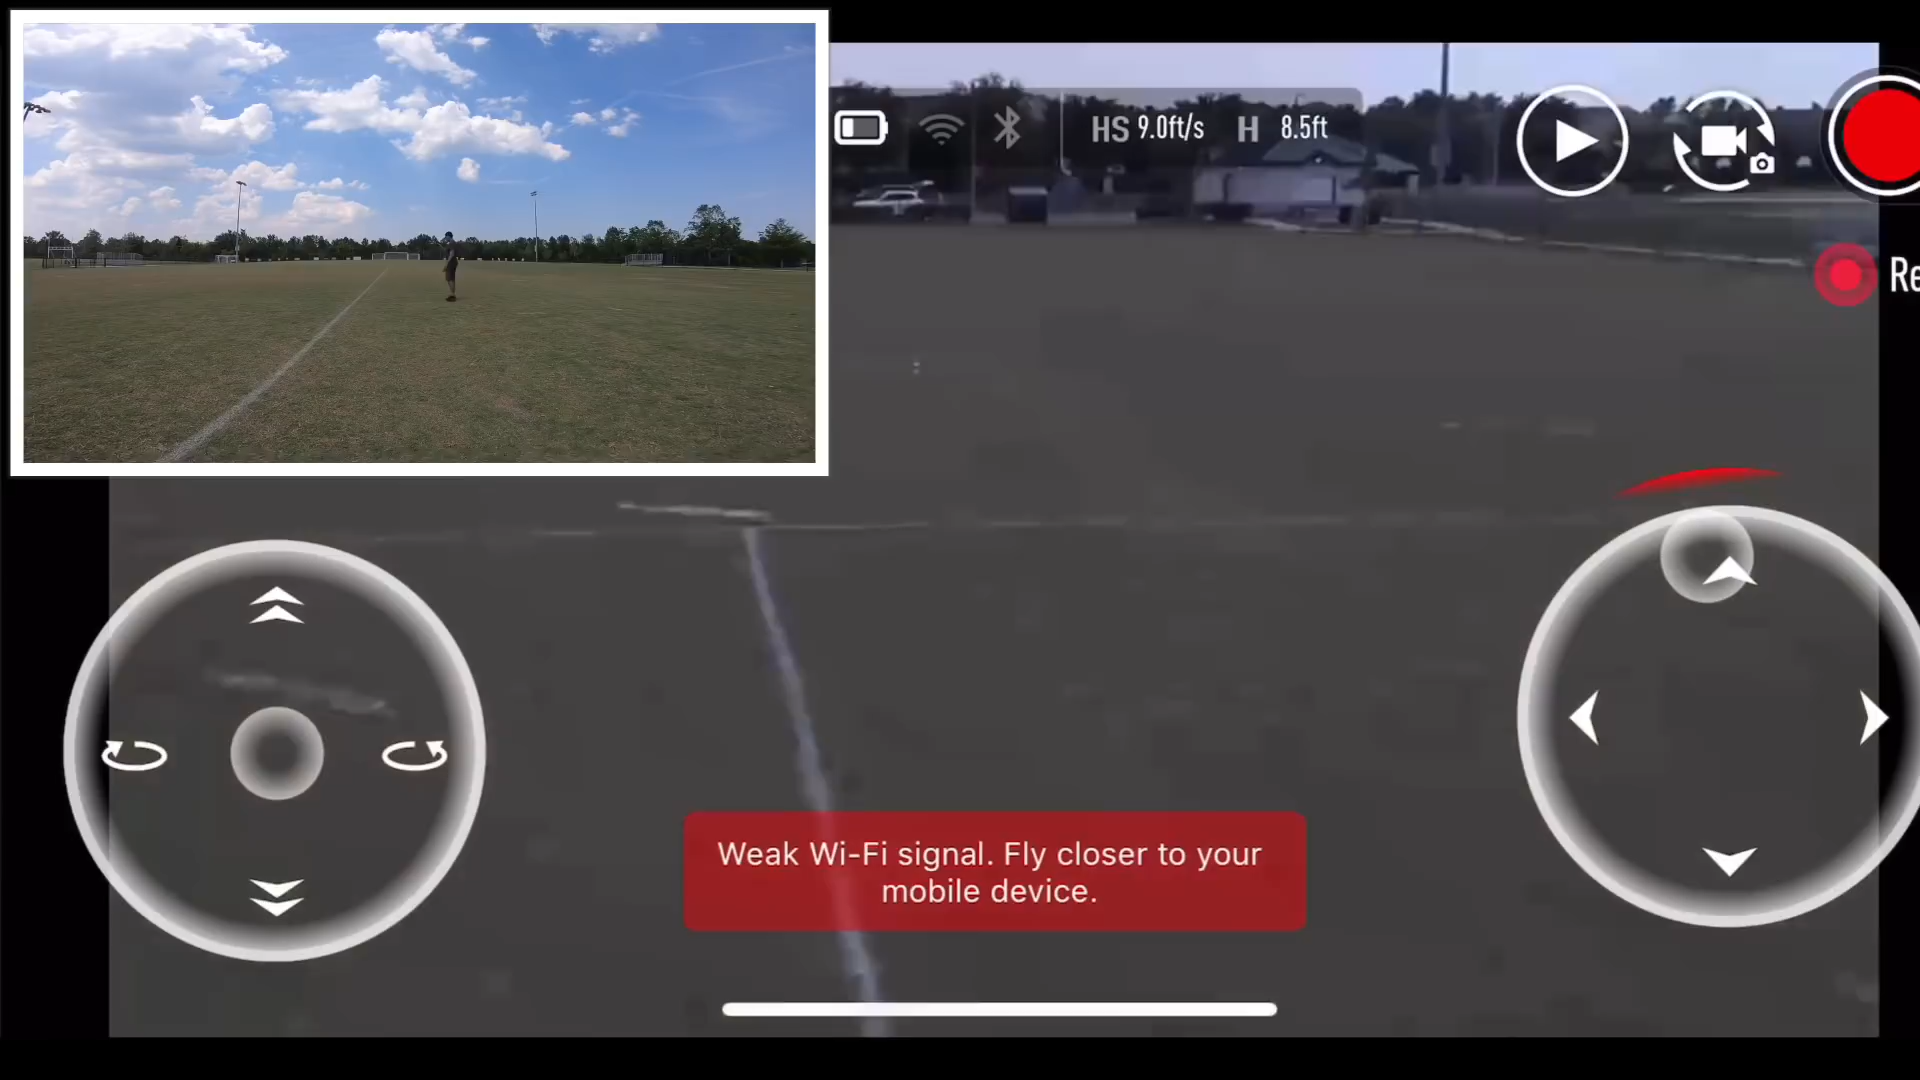 HS 9.0ft/s H 8.5ft
Re
Weak Wi-Fi signal. Fly closer to your
mobile device.